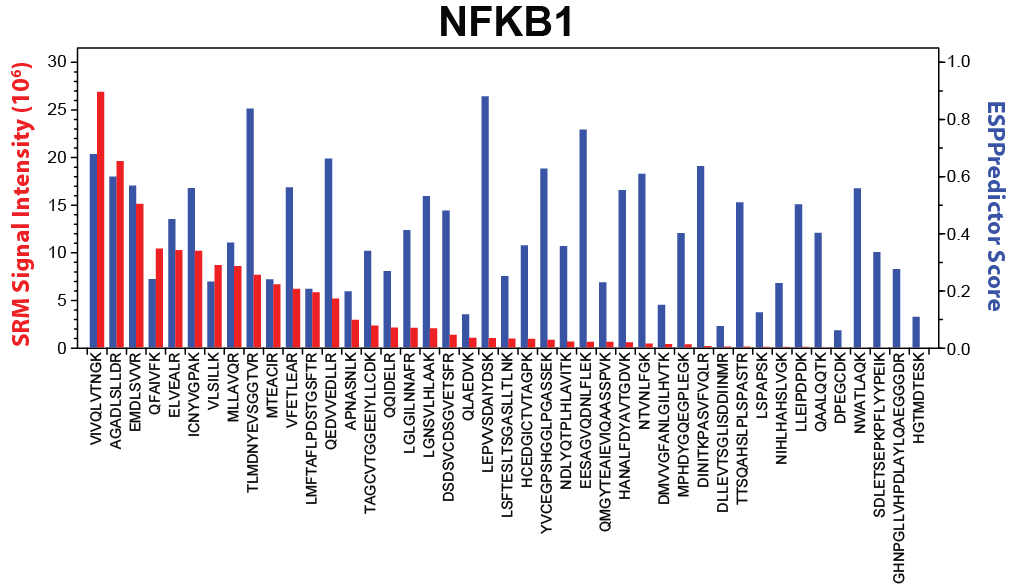 NFKB1
SRM Signal Intensity (10⁶)
30
25
20
15
10
5
0
1.0
0.8
0.6
0.4
0.2
0.0
ESPPredictor Score
VIVQLVTNGK
AGADLSLLDR
EMDLSVVR
QFAIVFK
ELVEALR
ICNYVGPAK
VLSILLK
MLLAVQR
TLMDNYEVSGGTVR
MTEACIR
VFETLEAR
LMFTAFLPDSTGSFTR
QEDVVEDLLR
APNASNLK
TAGCVTGGEEIYLLCDK
QQIDELR
LGLGILNNAFR
LGNSVLHLAAK
DSDSVCDSGVETSFR
QLAEDVK
LEPVVSDAIYDSK
LSFTESLTSGASLLTLNK
HCEDGICTVTAGPK
YVCEGPSHGGLPGASSEK
NDLYQTPLHLAVITK
EESAGVQDNLFLEK
QMGYTEAIEVIQAASSPVK
HANALFDYAVTGDVK
NTVNLFGK
DMVVGFANLGILHVTK
MPHDYGQEGPLEGK
DINITKPASVFVQLR
DLLEVTSGLISDDIINMR
TTSQAHSLPLSPASTR
LSPAPSK
NIHLHAHSLVGK
LLEIPDPDK
QAALQQTK
DPEGCDK
NWATLAQK
SDLETSEPKPFLYYPEIK
GHNPGLLVHPDLAYLQAEGGGDR
HGTMDTESK